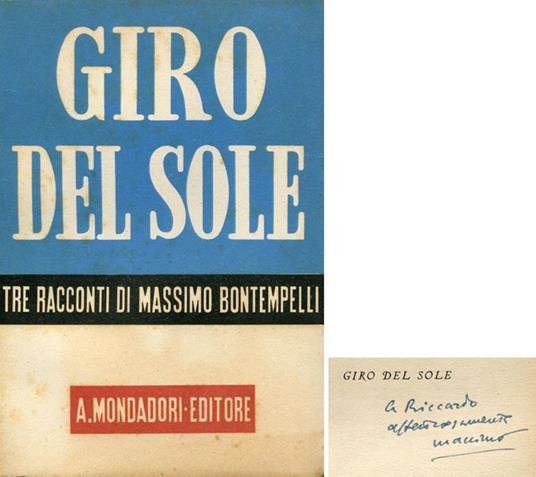 GIRO
DEL SOLE
TRE RACCONTI DI MASSIMO BONTEMPELLI
A. MONDADORI · EDITORE
GIRO DEL SOLE
a Riccardo
affettuosamente
massimo